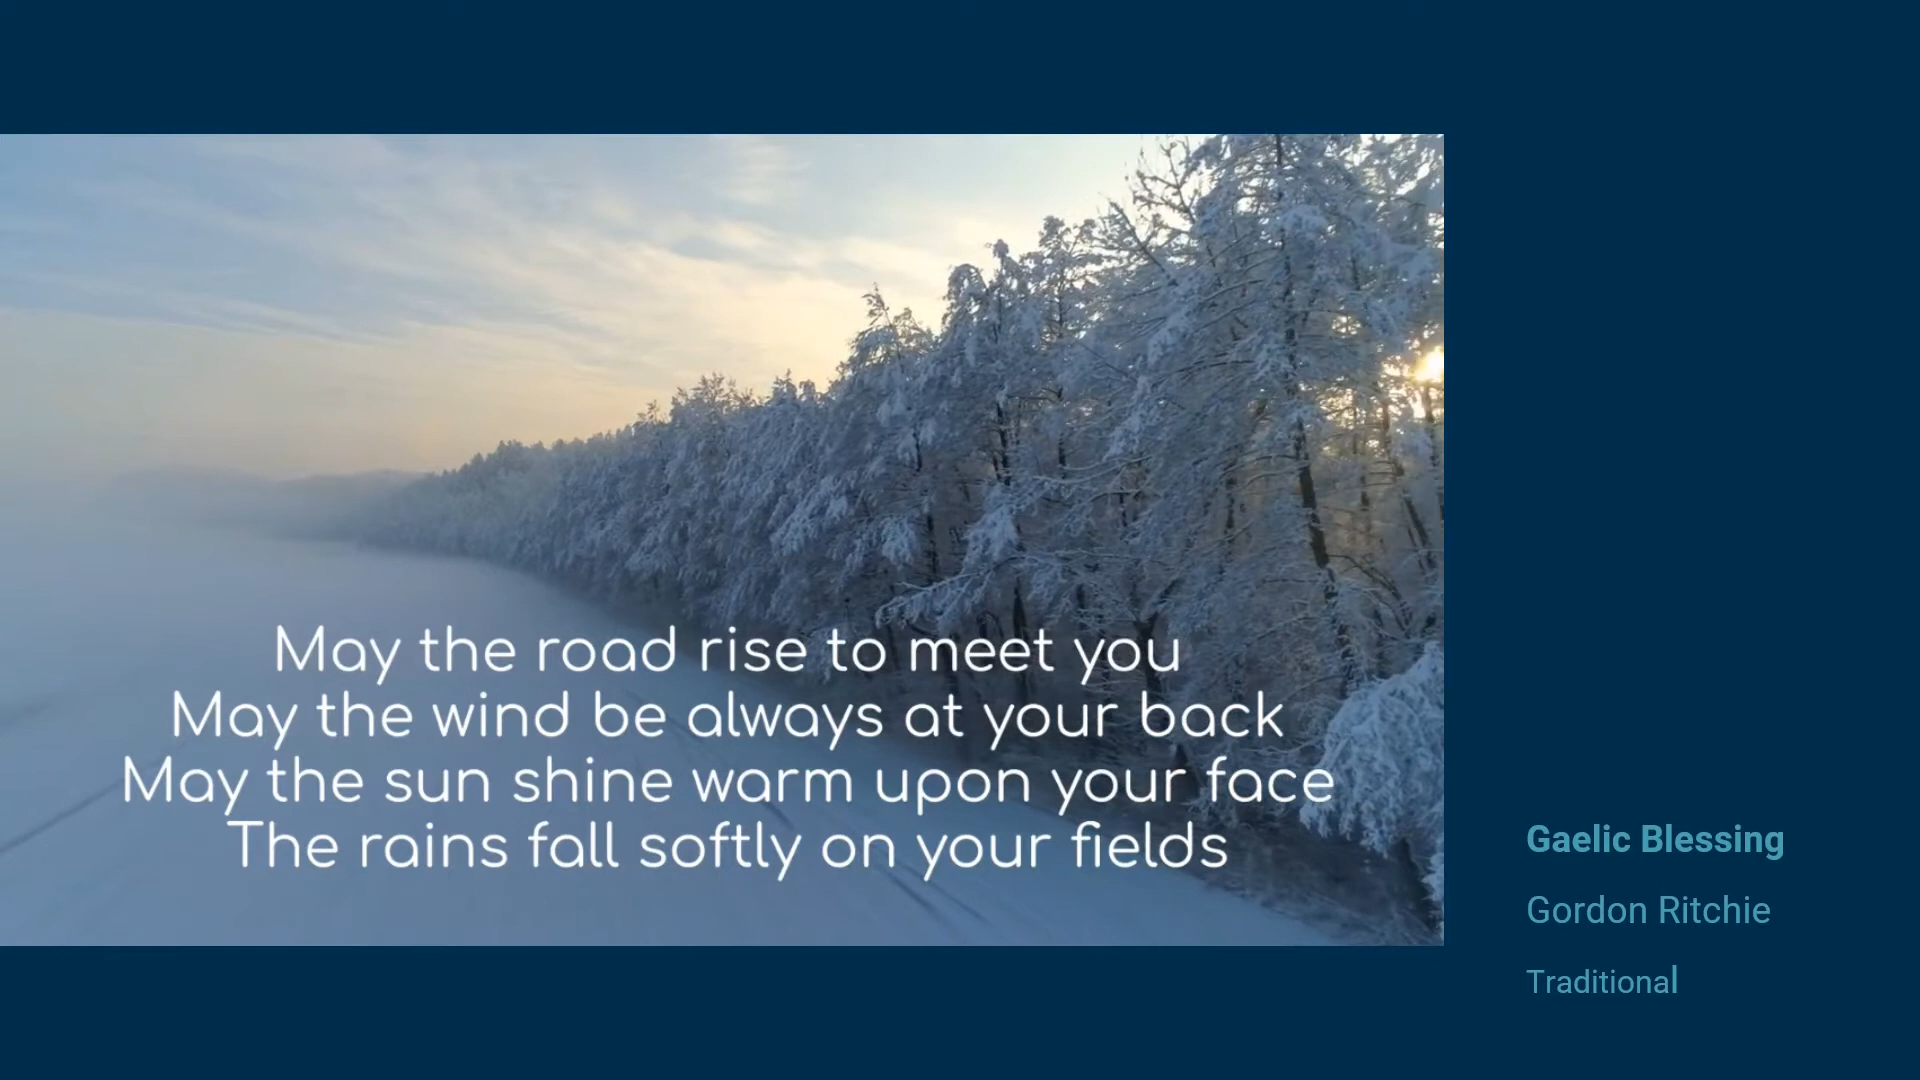 May the road rise to meet you
May the wind be always at your back
May the sun shine warm upon your face
The rains fall softly on your fields
Gaelic Blessing
Gordon Ritchie
Traditional